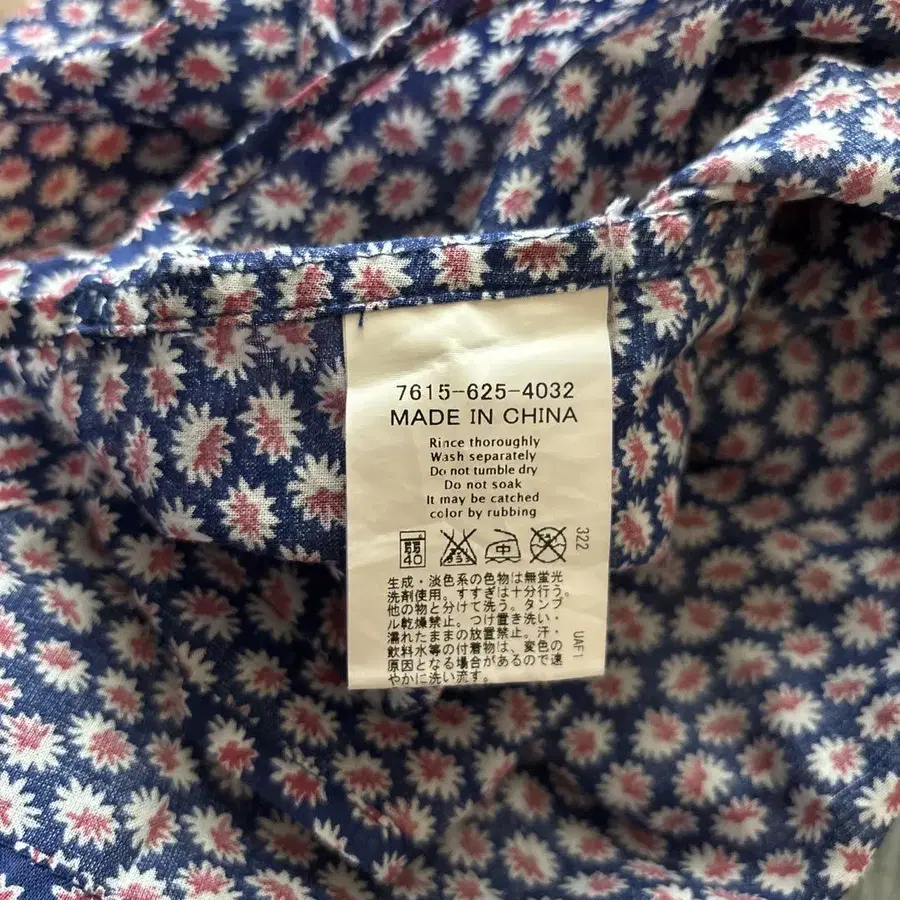 7615-625-4032
MADE IN CHINA
Rince thoroughly
Wash separately
Do not tumble dry
Do not soak
It may be catched
color by rubbing
弱
40
中
322
生成・淡色系の色物は無蛍光
洗剤使用。すすぎは十分行う。
他の物と分けて洗う。タンブ
ル乾燥禁止。つけ置き洗い・
濡れたままの放置禁止。汗・
飲料水等の付着物は、変色の
原因となる場合があるので速
やかに洗い流す。
UAF1